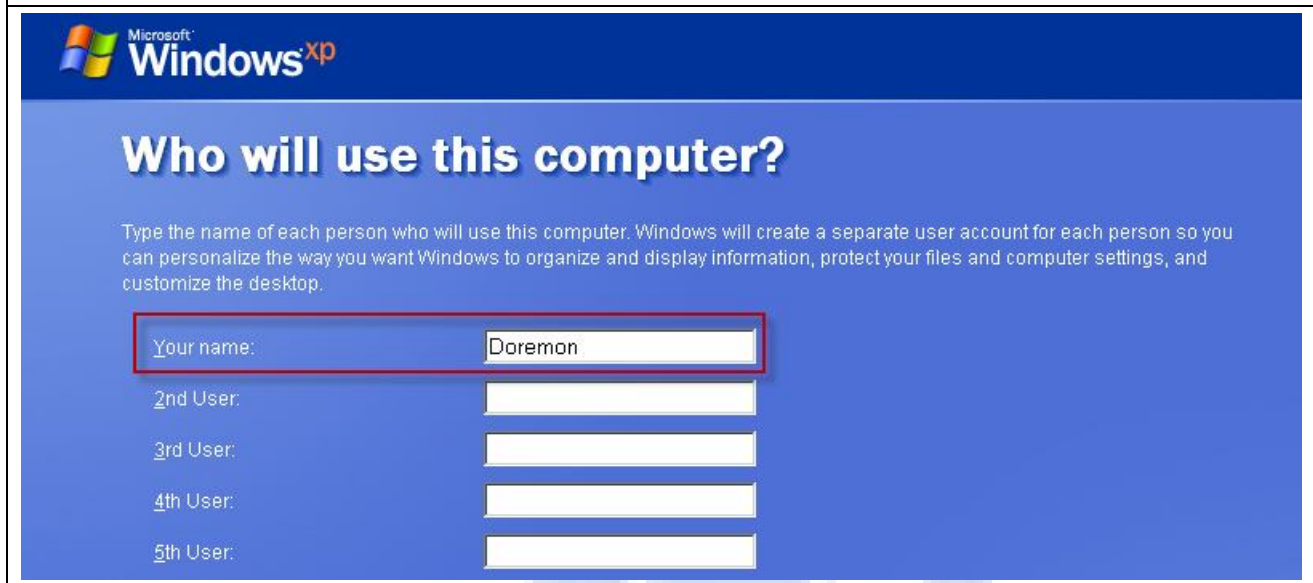 Microsoft
Windows xp
Who will use this computer?
Type the name of each person who will use this computer. Windows will create a separate user account for each person so you
can personalize the way you want Windows to organize and display information, protect your files and computer settings, and
customize the desktop.
Your name: Doremon
2nd User:
3rd User:
4th User:
5th User: